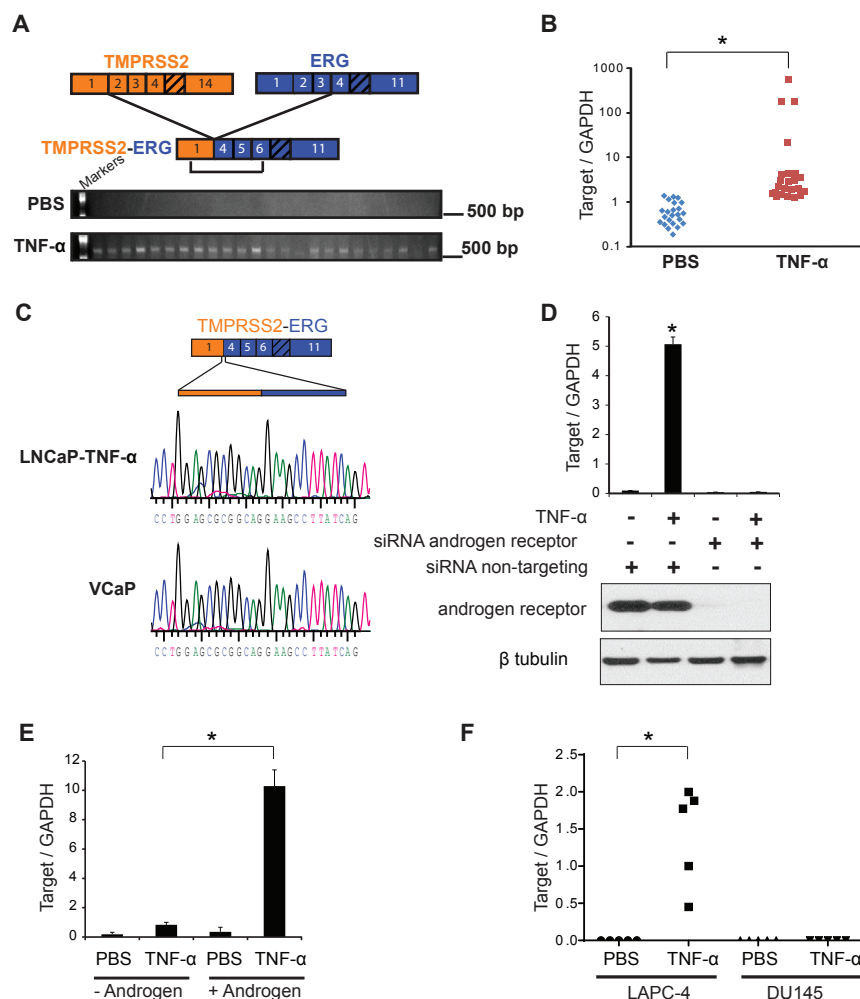 A
TMPRSS2
ERG
1 2 3 4 14
1 2 3 4 11
TMPRSS2-ERG
1 4 5 6 11
Markers
PBS
500 bp
TNF-α
500 bp
B
*
Target / GAPDH
1000
100
10
1
0.1
PBS
TNF-α
C
TMPRSS2-ERG
1 4 5 6 11
LNCaP-TNF-α
CCTGGAGCGCGGCAGGAAGCCTTATCAG
VCaP
CCTGGAGCGCGGCAGGAAGCCTTATCAG
D
*
Target / GAPDH
6
5
4
3
2
1
0
TNF-α - + - +
siRNA androgen receptor - - + +
siRNA non-targeting + + - -
androgen receptor
β tubulin
E
*
Target / GAPDH
12
10
8
6
4
2
0
PBS TNF-α PBS TNF-α
- Androgen + Androgen
F
*
Target / GAPDH
2.5
2.0
1.5
1.0
0.5
0.0
PBS TNF-α PBS TNF-α
LAPC-4 DU145